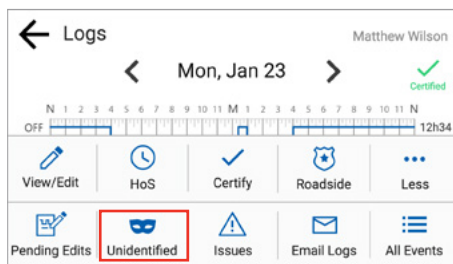 Logs
Matthew Wilson
Mon, Jan 23
Certified
N 1 2 3 4 5 6 7 8 9 10 11 M 1 2 3 4 5 6 7 8 9 10 11 N
OFF 12h34
View/Edit HoS Certify Roadside Less
Pending Edits Unidentified Issues Email Logs All Events